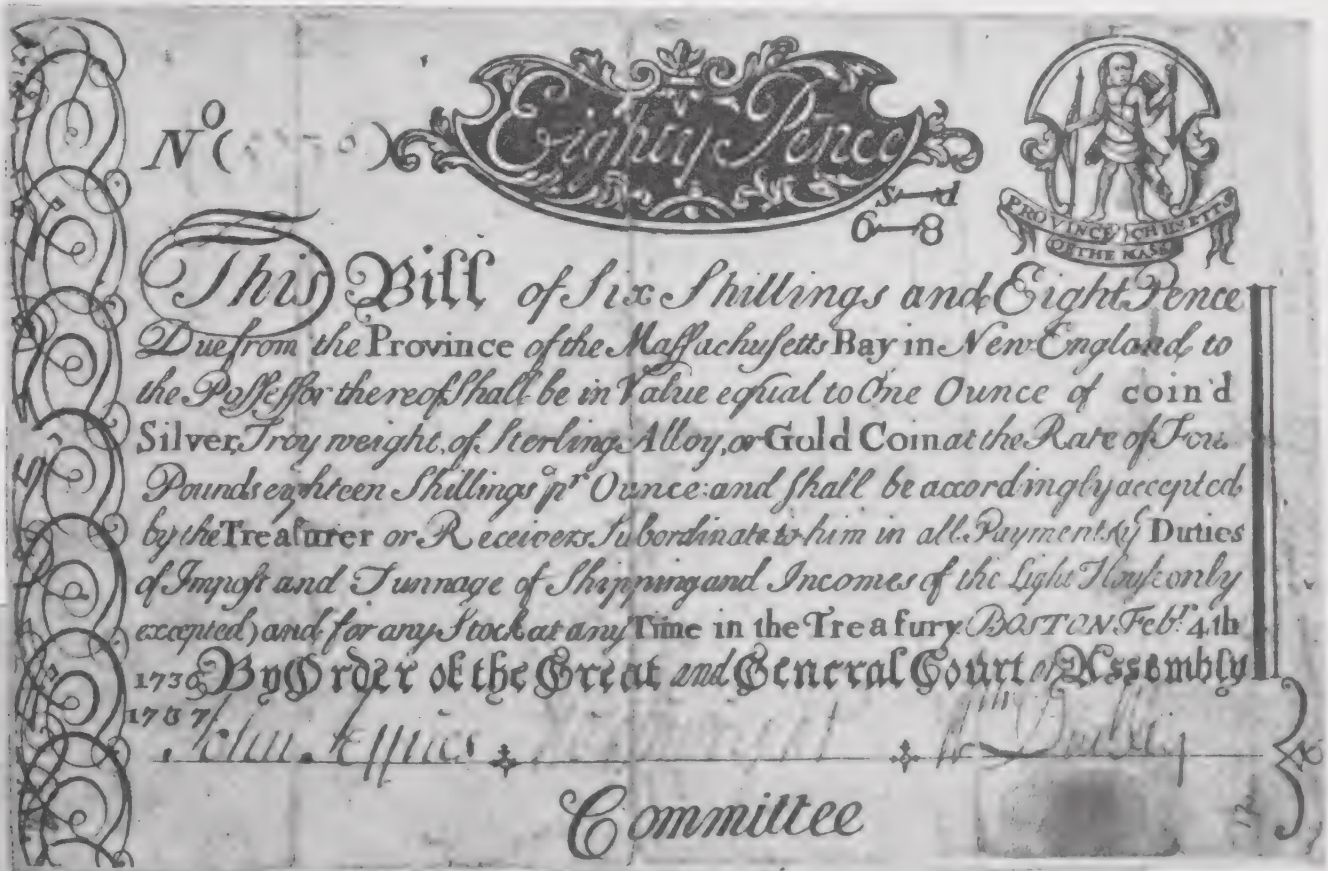 No ( )
Eighty Pence
s—d
6—8
PROVINCE CHUSETTS
OF THE MASSA
This Bill of Six Shillings and Eight Pence
Due from the Province of the Maſſachuſetts Bay in New England, to
the Poſſeſſor thereof ſhall be in Value equal to One Ounce of coin'd
Silver, Troy weight, of Sterling Alloy, or Gold Coin at the Rate of Four
Pounds eighteen Shillings pr Ounce: and ſhall be accordingly accepted
by the Treaſurer or Receivers Subordinate to him in all Payments (ye Duties
of Impoſt and Tunnage of Shipping and Incomes of the Light Houſe only
excepted) and for any Stock at any Time in the Treaſury. BOSTON, Febr. 4th
1736 By Order of the Great and General Court or Aſſembly
1737
John Jeffries Dudley
Committee